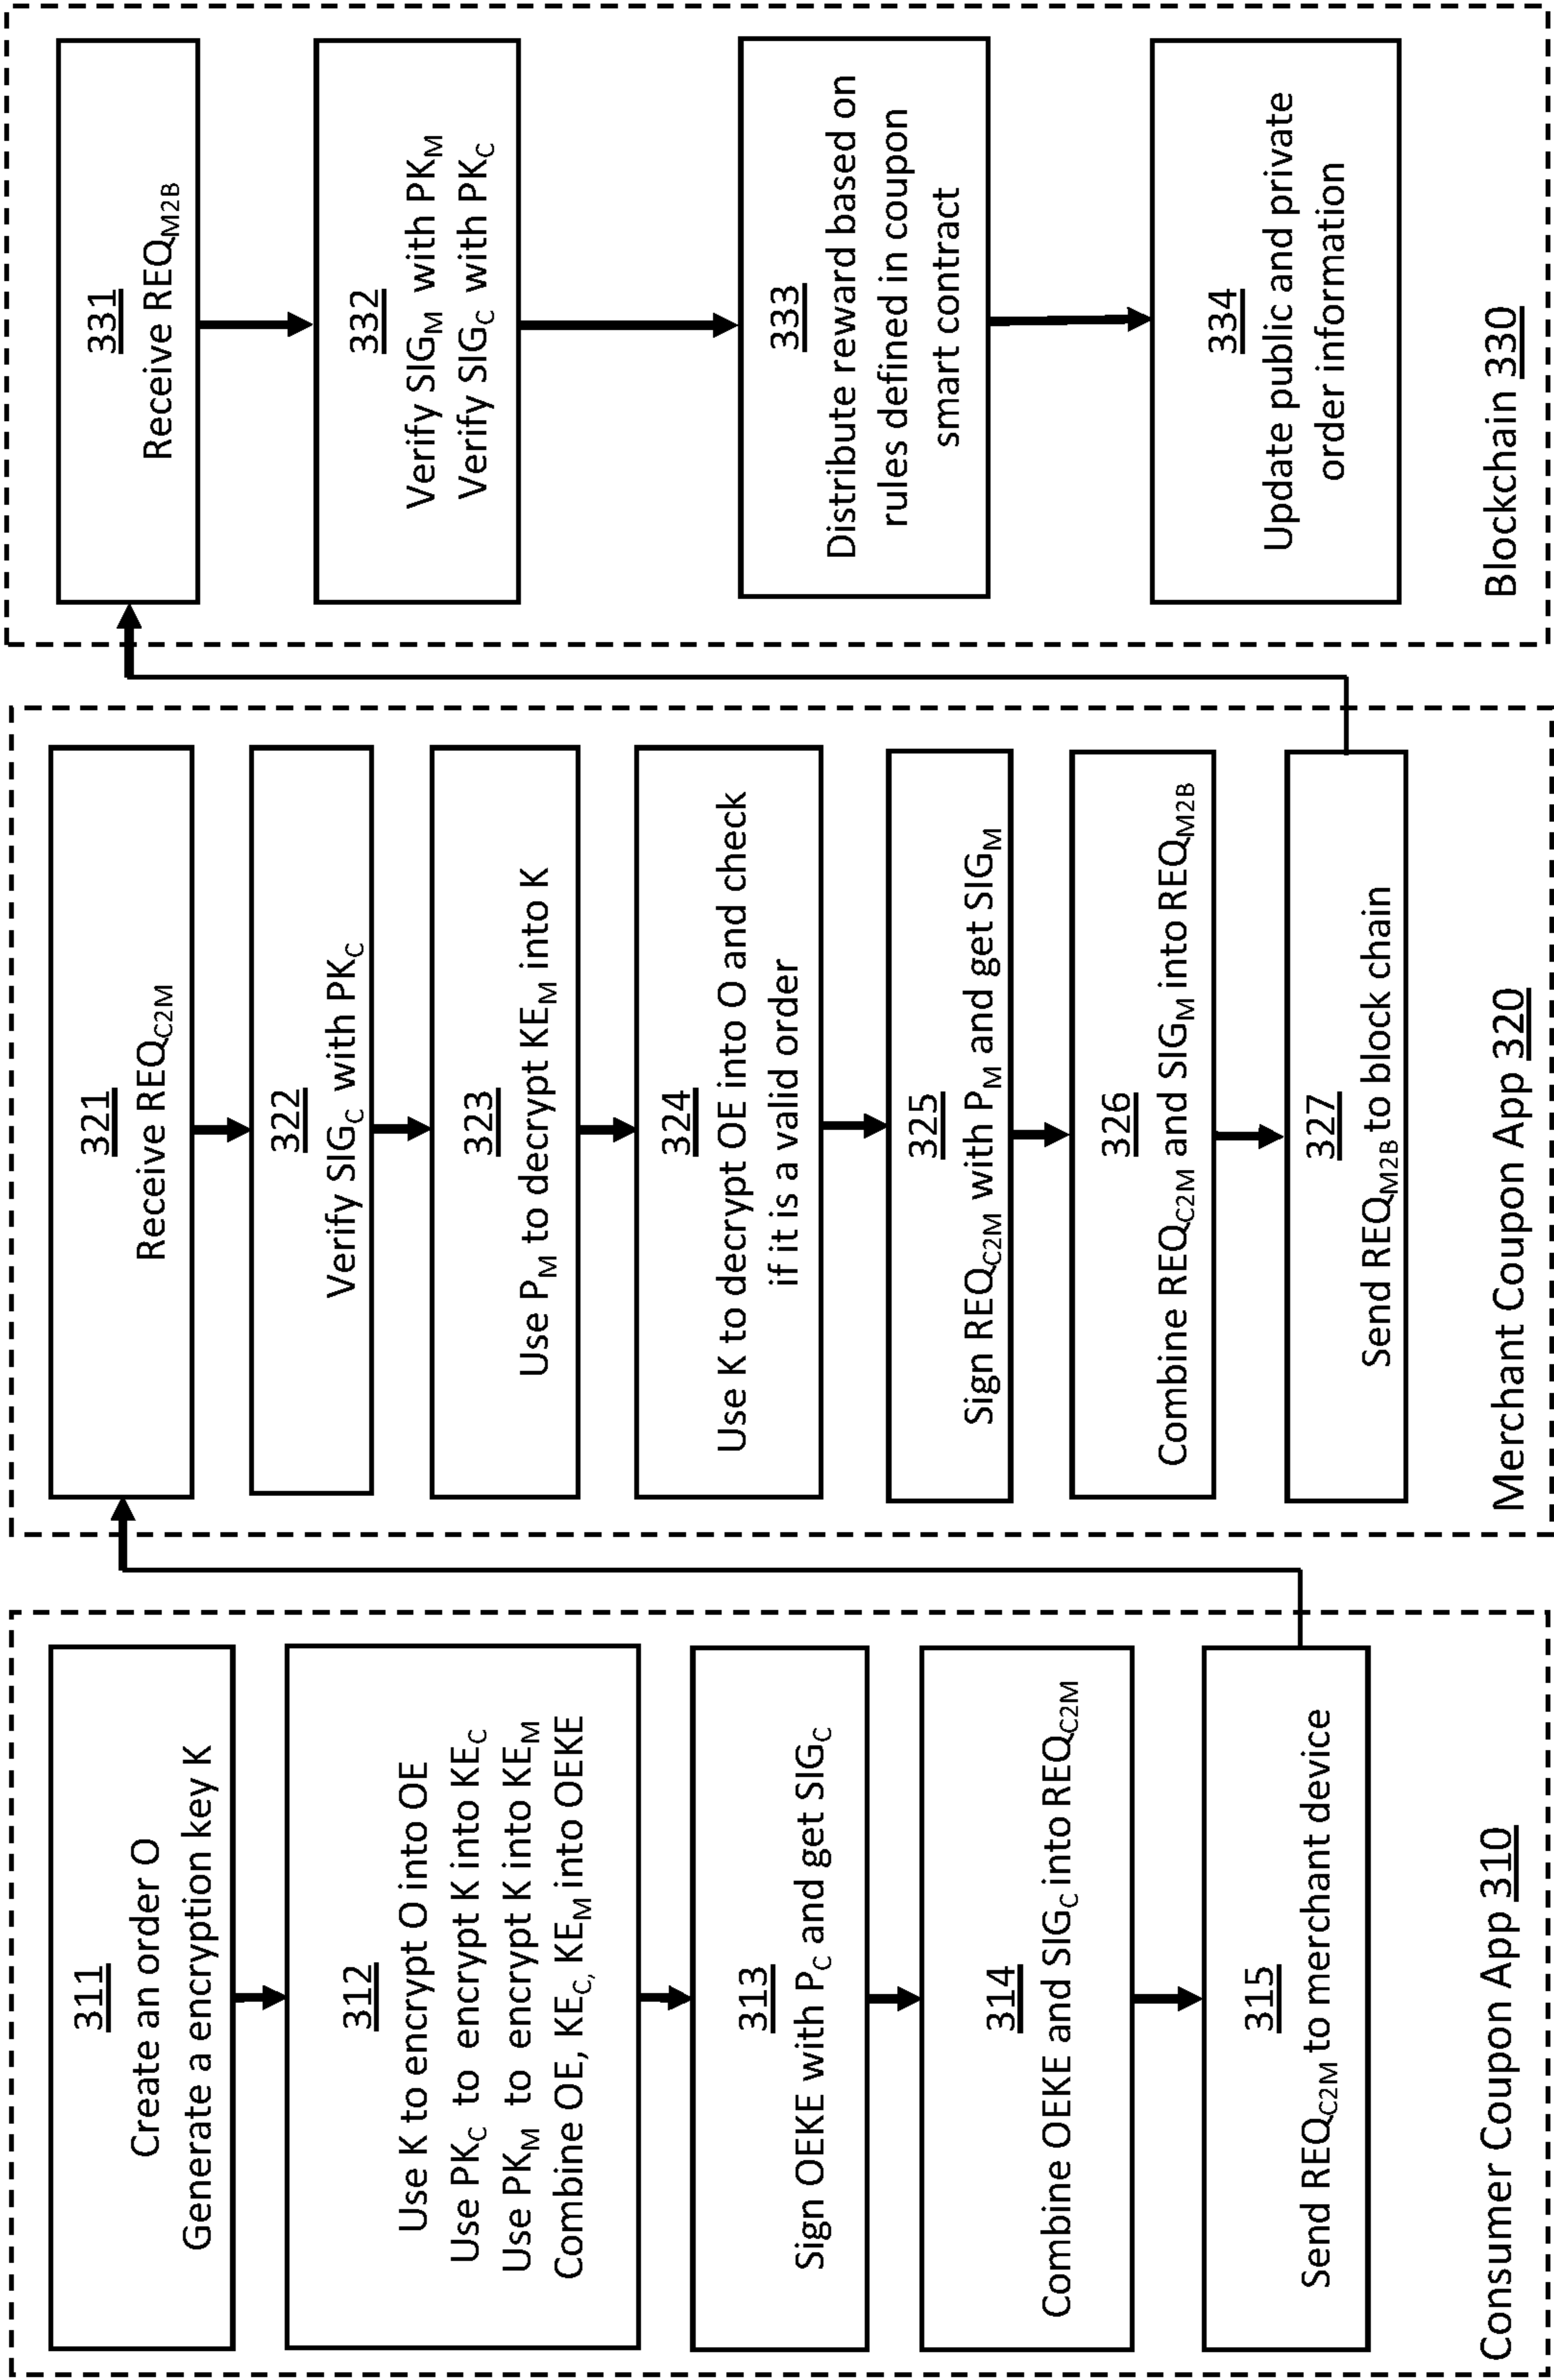 311
Create an order O
Generate a encryption key K
312
Use K to encrypt O into OE
Use PKC to encrypt K into KEC
Use PKM to encrypt K into KEM
Combine OE, KEC, KEM into OEKE
313
Sign OEKE with PC and get SIGC
314
Combine OEKE and SIGC into REQC2M
315
Send REQC2M to merchant device
Consumer Coupon App 310
321
Receive REQC2M
322
Verify SIGC with PKC
323
Use PM to decrypt KEM into K
324
Use K to decrypt OE into O and check
if it is a valid order
325
Sign REQC2M with PM and get SIGM
326
Combine REQC2M and SIGM into REQM2B
327
Send REQM2B to block chain
Merchant Coupon App 320
331
Receive REQM2B
332
Verify SIGM with PKM
Verify SIGC with PKC
333
Distribute reward based on
rules defined in coupon
smart contract
334
Update public and private
order information
Blockchain 330